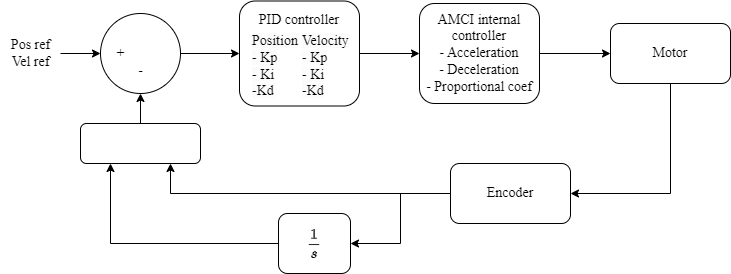 Pos ref
Vel ref
+
-
PID controller
Position Velocity
- Kp - Kp
- Ki - Ki
-Kd -Kd
AMCI internal
controller
- Acceleration
- Deceleration
- Proportional coef
Motor
Encoder
1
s